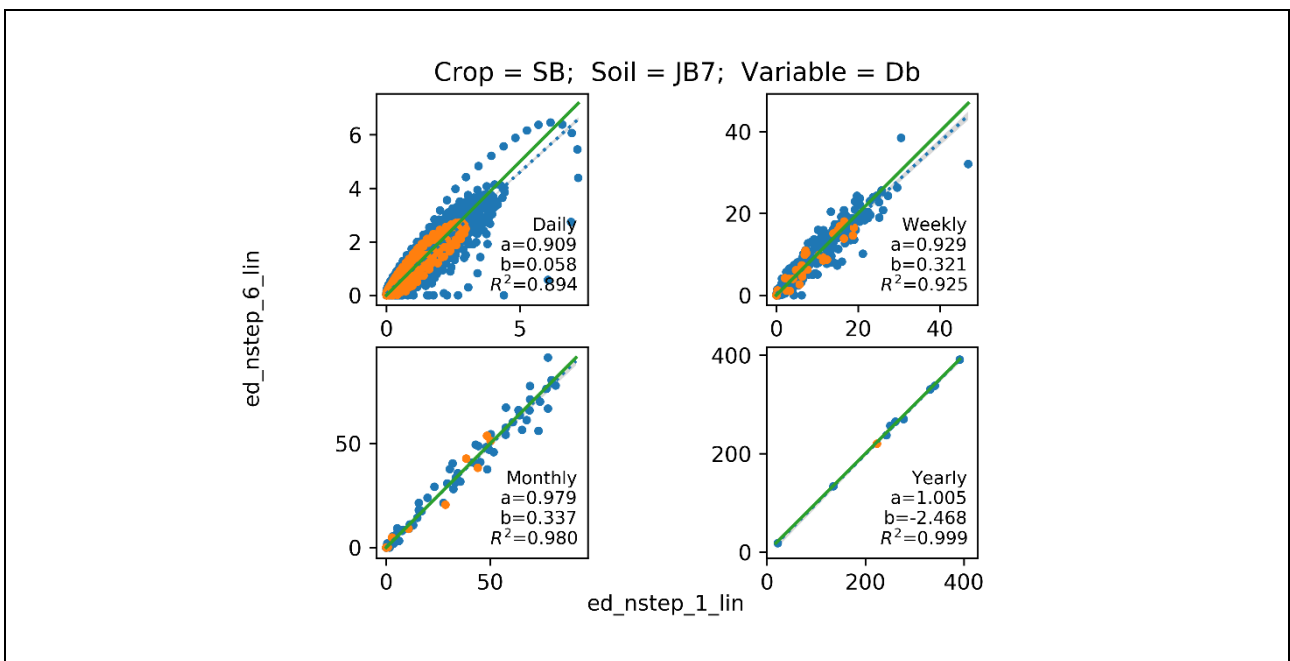 Crop = SB;  Soil = JB7;  Variable = Db
ed_nstep_6_lin
6
4
2
0
0
5
Daily
a=0.909
b=0.058
R²=0.894
40
20
0
0
20
40
Weekly
a=0.929
b=0.321
R²=0.925
50
0
0
50
Monthly
a=0.979
b=0.337
R²=0.980
400
200
0
0
200
400
Yearly
a=1.005
b=-2.468
R²=0.999
ed_nstep_1_lin